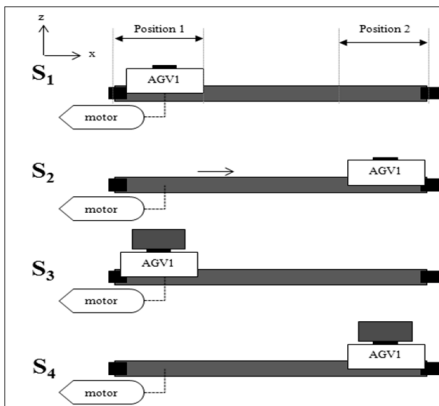 z
Position 1
Position 2
x
S1
AGV1
motor
S2
AGV1
motor
S3
AGV1
motor
S4
AGV1
motor